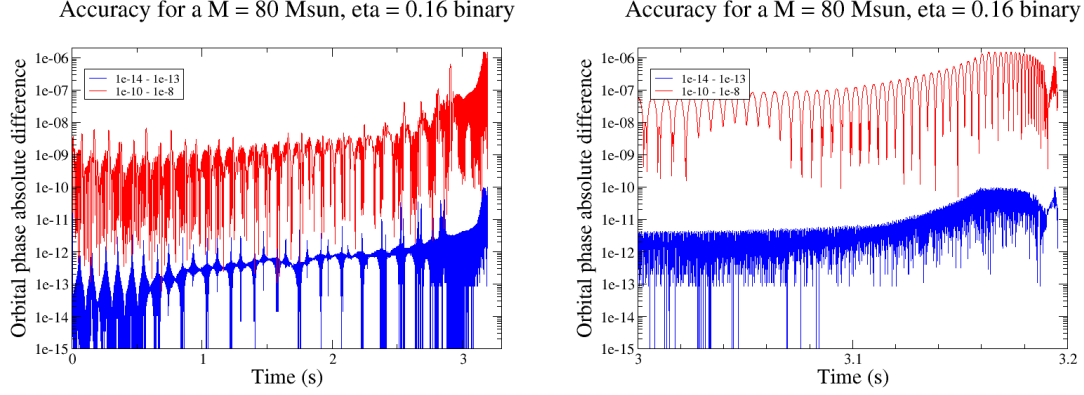 Accuracy for a M = 80 Msun, eta = 0.16 binary
Orbital phase absolute difference
1e-06
1e-07
1e-08
1e-09
1e-10
1e-11
1e-12
1e-13
1e-14
1e-15
1e-14 - 1e-13
1e-10 - 1e-8
0
1
2
3
Time (s)
Accuracy for a M = 80 Msun, eta = 0.16 binary
Orbital phase absolute difference
1e-06
1e-07
1e-08
1e-09
1e-10
1e-11
1e-12
1e-13
1e-14
1e-15
1e-14 - 1e-13
1e-10 - 1e-8
3
3.1
3.2
Time (s)